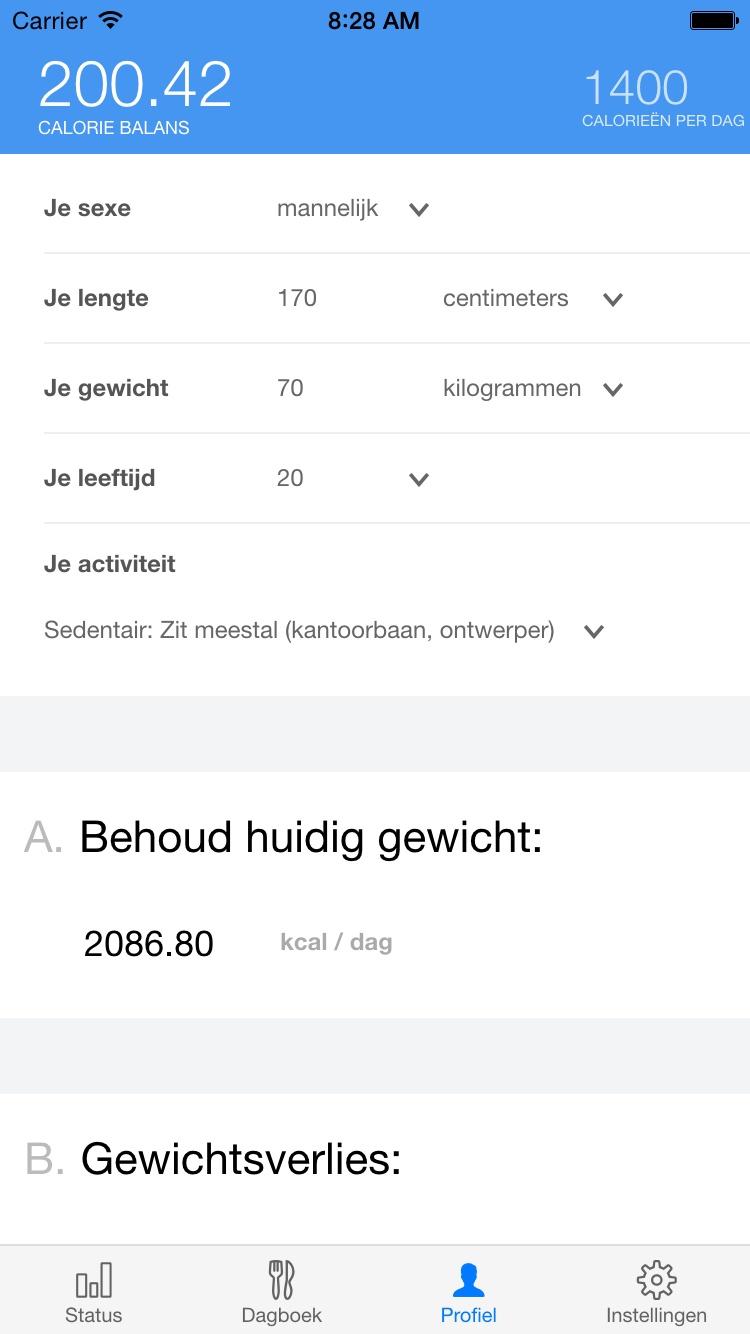 Carrier 8:28 AM
200.42 1400
CALORIE BALANS CALORIEËN PER DAG
Je sexe mannelijk
Je lengte 170 centimeters
Je gewicht 70 kilogrammen
Je leeftijd 20
Je activiteit
Sedentair: Zit meestal (kantoorbaan, ontwerper)
A. Behoud huidig gewicht:
2086.80 kcal / dag
B. Gewichtsverlies:
Status Dagboek Profiel Instellingen